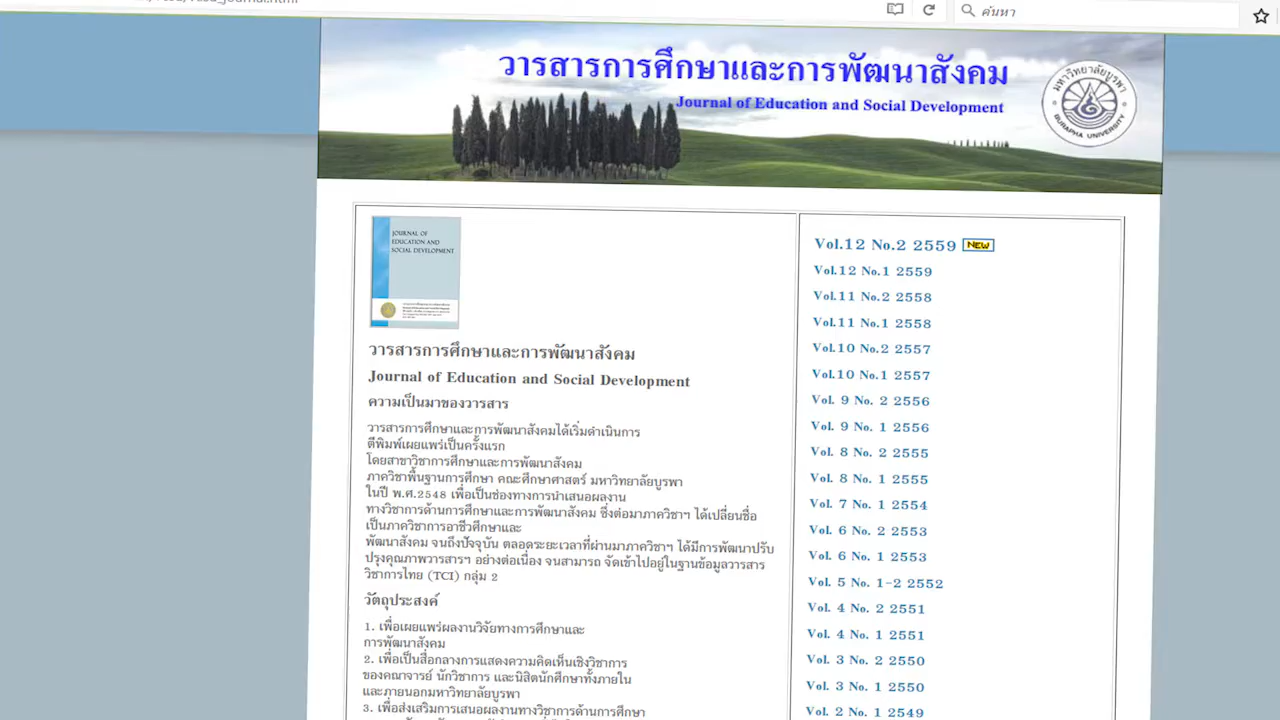 ค้นหา
วารสารการศึกษาและการพัฒนาสังคม
Journal of Education and Social Development
มหาวิทยาลัยบูรพา
BURAPHA UNIVERSITY
JOURNAL OF
EDUCATION AND
SOCIAL DEVELOPMENT
วารสารการศึกษาและการพัฒนาสังคม
Journal of Education and Social Development
ความเป็นมาของวารสาร
วารสารการศึกษาและการพัฒนาสังคมได้เริ่มดำเนินการ
ตีพิมพ์เผยแพร่เป็นครั้งแรก
โดยสาขาวิชาการศึกษาและการพัฒนาสังคม
ภาควิชาพื้นฐานการศึกษา คณะศึกษาศาสตร์ มหาวิทยาลัยบูรพา
ในปี พ.ศ.2548 เพื่อเป็นช่องทางการนำเสนอผลงาน
ทางวิชาการด้านการศึกษาและการพัฒนาสังคม ซึ่งต่อมาภาควิชาฯ ได้เปลี่ยนชื่อ
เป็นภาควิชาการอาชีวศึกษาและ
พัฒนาสังคม จนถึงปัจจุบัน ตลอดระยะเวลาที่ผ่านมาภาควิชาฯ ได้มีการพัฒนาปรับ
ปรุงคุณภาพวารสารฯ อย่างต่อเนื่อง จนสามารถ จัดเข้าไปอยู่ในฐานข้อมูลวารสาร
วิชาการไทย (TCI) กลุ่ม 2
วัตถุประสงค์
1. เพื่อเผยแพร่ผลงานวิจัยทางการศึกษาและ
การพัฒนาสังคม
2. เพื่อเป็นสื่อกลางการแสดงความคิดเห็นเชิงวิชาการ
ของคณาจารย์ นักวิชาการ และนิสิตนักศึกษาทั้งภายใน
และภายนอกมหาวิทยาลัยบูรพา
3. เพื่อส่งเสริมการเสนอผลงานทางวิชาการด้านการศึกษา
Vol.12 No.2 2559 NEW
Vol.12 No.1 2559
Vol.11 No.2 2558
Vol.11 No.1 2558
Vol.10 No.2 2557
Vol.10 No.1 2557
Vol. 9 No. 2 2556
Vol. 9 No. 1 2556
Vol. 8 No. 2 2555
Vol. 8 No. 1 2555
Vol. 7 No. 1 2554
Vol. 6 No. 2 2553
Vol. 6 No. 1 2553
Vol. 5 No. 1-2 2552
Vol. 4 No. 2 2551
Vol. 4 No. 1 2551
Vol. 3 No. 2 2550
Vol. 3 No. 1 2550
Vol. 2 No. 1 2549